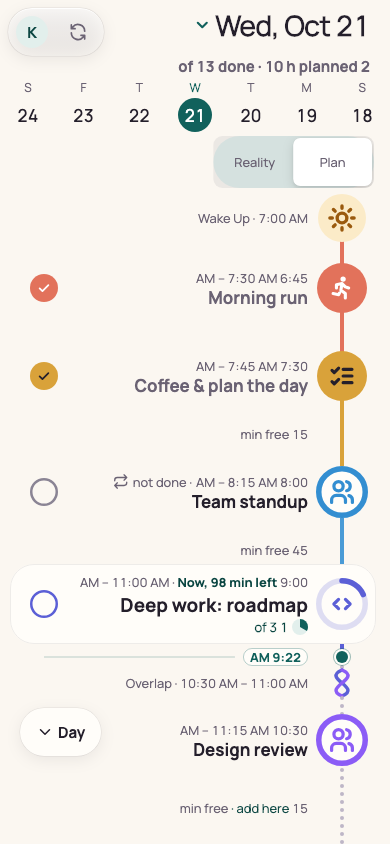 K
Wed, Oct 21
of 13 done · 10 h planned 2
S F T W T M S
24 23 22 21 20 19 18
Reality Plan
Wake Up · 7:00 AM
AM – 7:30 AM 6:45
Morning run
AM – 7:45 AM 7:30
Coffee & plan the day
min free 15
not done · AM – 8:15 AM 8:00
Team standup
min free 45
AM – 11:00 AM · Now, 98 min left 9:00
Deep work: roadmap
of 3 1
AM 9:22
Overlap · 10:30 AM – 11:00 AM
AM – 11:15 AM 10:30
Design review
Day
min free · add here 15